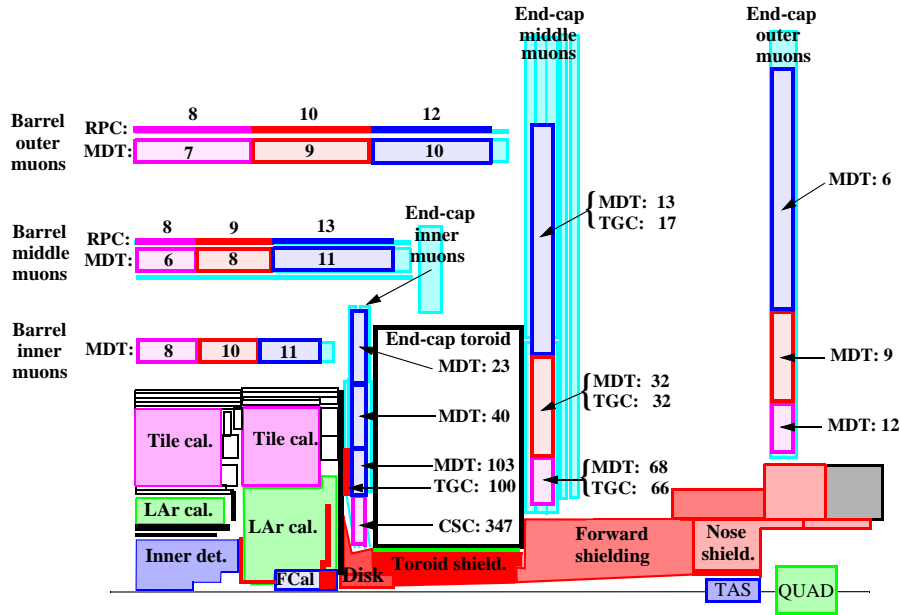 End-cap
middle
muons
End-cap
outer
muons
8 10 12
Barrel
outer
muons
RPC:
MDT: 7 9 10
MDT: 6
{MDT: 13
TGC: 17
End-cap
inner
muons
8 9 13
Barrel
middle
muons
RPC:
MDT: 6 8 11
Barrel
inner
muons
MDT: 8 10 11
End-cap toroid
MDT: 23
MDT: 9
{MDT: 32
TGC: 32
MDT: 40
MDT: 12
Tile cal. Tile cal.
MDT: 103
TGC: 100
{MDT: 68
TGC: 66
LAr cal.
LAr cal.
CSC: 347
Inner det.
Forward
shielding
Nose
shield.
FCal Disk Toroid shield.
TAS QUAD